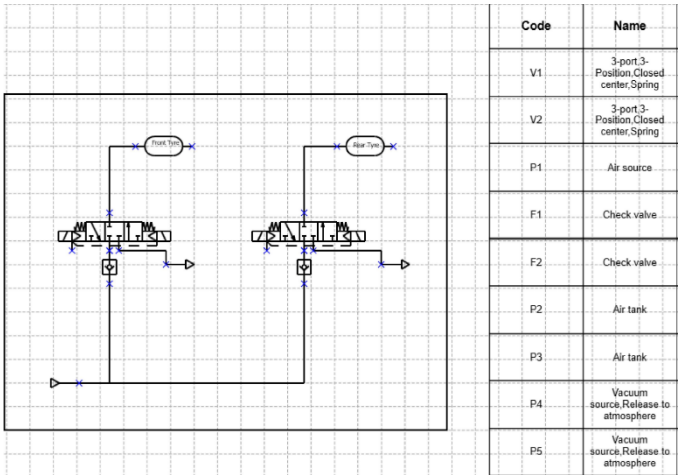 Code Name
V1 3-port,3-
Position,Closed
center,Spring
V2 3-port,3-
Position,Closed
center,Spring
P1 Air source
F1 Check valve
F2 Check valve
P2 Air tank
P3 Air tank
P4 Vacuum
source,Release to
atmosphere
P5 Vacuum
source,Release to
atmosphere
Front Tyre
Rear Tyre